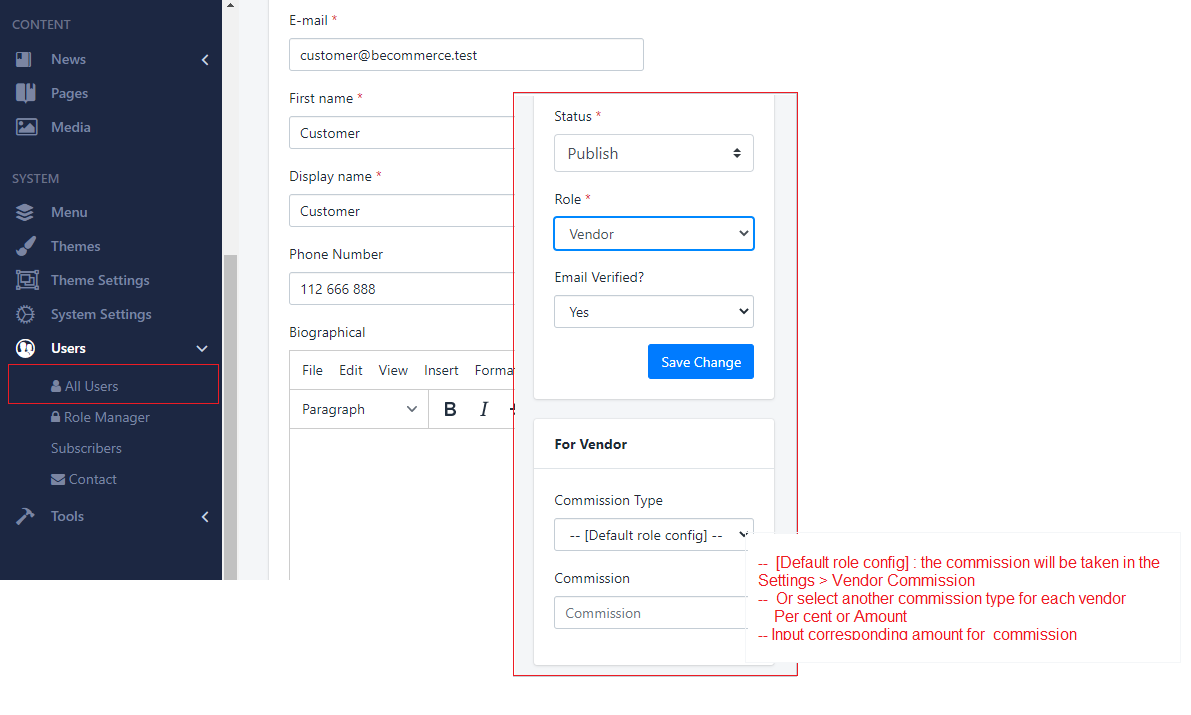 CONTENT
News
Pages
Media
SYSTEM
Menu
Themes
Theme Settings
System Settings
Users
All Users
Role Manager
Subscribers
Contact
Tools
E-mail *
customer@becommerce.test
First name *
Customer
Display name *
Customer
Phone Number
112 666 888
Biographical
File Edit View Insert Forma
Paragraph B I
Status *
Publish
Role *
Vendor
Email Verified?
Yes
Save Change
For Vendor
Commission Type
-- [Default role config] --
Commission
Commission
-- [Default role config] : the commission will be taken in the
Settings > Vendor Commission
-- Or select another commission type for each vendor
Per cent or Amount
-- Input corresponding amount for commission